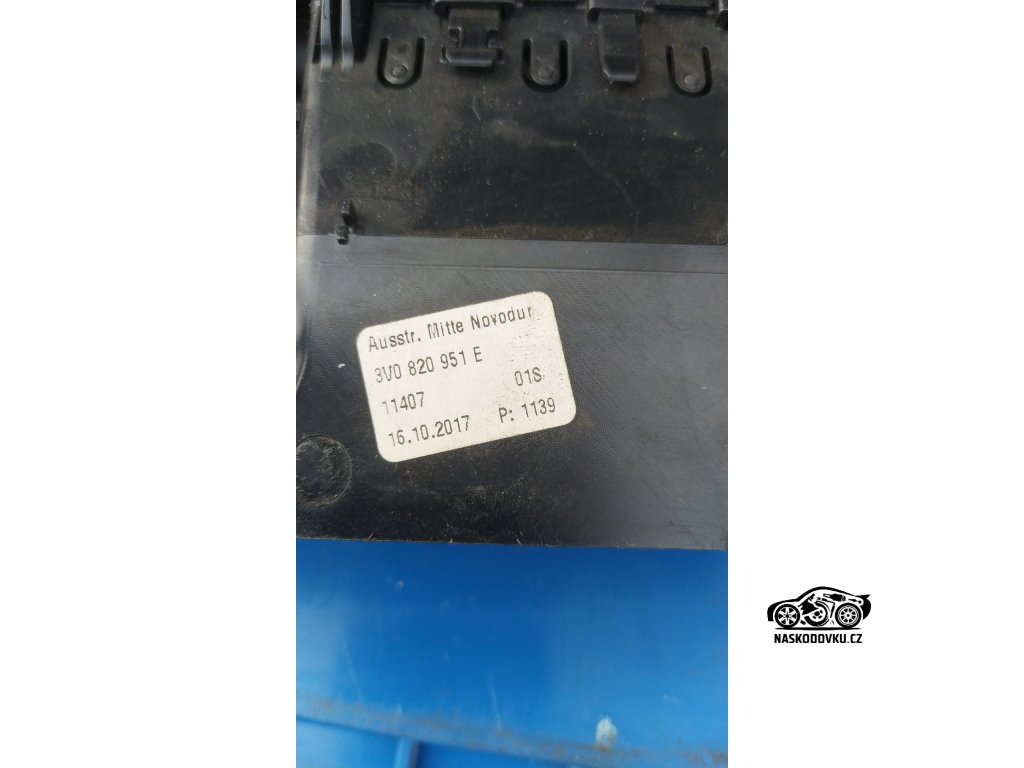 Ausstr. Mitte Novodur
3V0 820 951 E
11407 01S
16.10.2017 P: 1139
NASKODOVKU.CZ